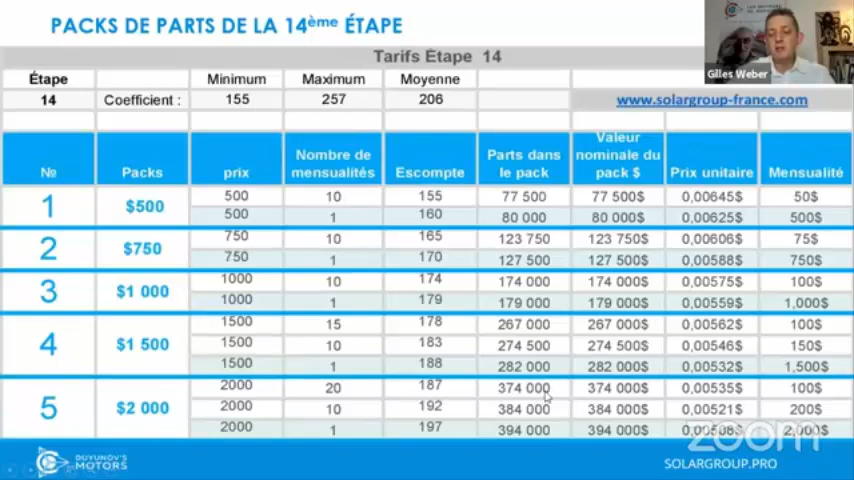 PACKS DE PARTS DE LA 14ème ÉTAPE
Gilles Weber
Tarifs Étape 14
Étape Minimum Maximum Moyenne
14 Coefficient : 155 257 206 www.solargroup-france.com
№ Packs prix Nombre de mensualités Escompte Parts dans le pack Valeur nominale du pack $ Prix unitaire Mensualité
1 $500 500 10 155 77 500 77 500$ 0,00645$ 50$
500 1 160 80 000 80 000$ 0,00625$ 500$
2 $750 750 10 165 123 750 123 750$ 0,00606$ 75$
750 1 170 127 500 127 500$ 0,00588$ 750$
3 $1 000 1000 10 174 174 000 174 000$ 0,00575$ 100$
1000 1 179 179 000 179 000$ 0,00559$ 1,000$
4 $1 500 1500 15 178 267 000 267 000$ 0,00562$ 100$
1500 10 183 274 500 274 500$ 0,00546$ 150$
1500 1 188 282 000 282 000$ 0,00532$ 1,500$
5 $2 000 2000 20 187 374 000 374 000$ 0,00535$ 100$
2000 10 192 384 000 384 000$ 0,00521$ 200$
2000 1 197 394 000 394 000$ 0,00508$ 2,000$
zoom
DUYUNOV'S
MOTORS
SOLARGROUP.PRO